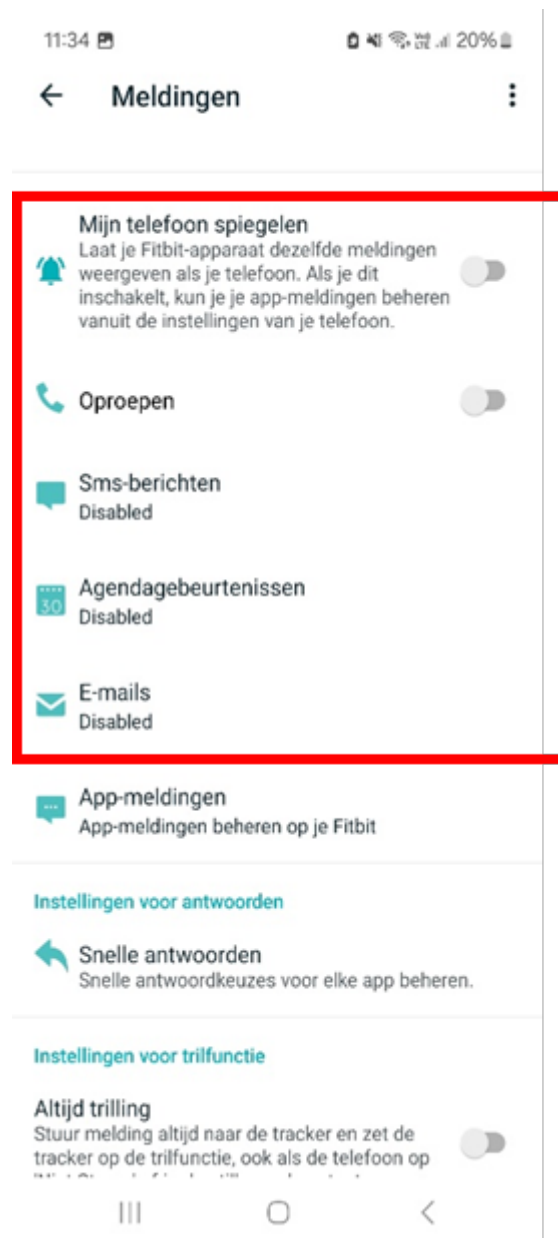 11:34 20%
Meldingen
Mijn telefoon spiegelen
Laat je Fitbit-apparaat dezelfde meldingen
weergeven als je telefoon. Als je dit
inschakelt, kun je je app-meldingen beheren
vanuit de instellingen van je telefoon.
Oproepen
Sms-berichten
Disabled
30
Agendagebeurtenissen
Disabled
E-mails
Disabled
App-meldingen
App-meldingen beheren op je Fitbit
Instellingen voor antwoorden
Snelle antwoorden
Snelle antwoordkeuzes voor elke app beheren.
Instellingen voor trilfunctie
Altijd trilling
Stuur melding altijd naar de tracker en zet de
tracker op de trilfunctie, ook als de telefoon op